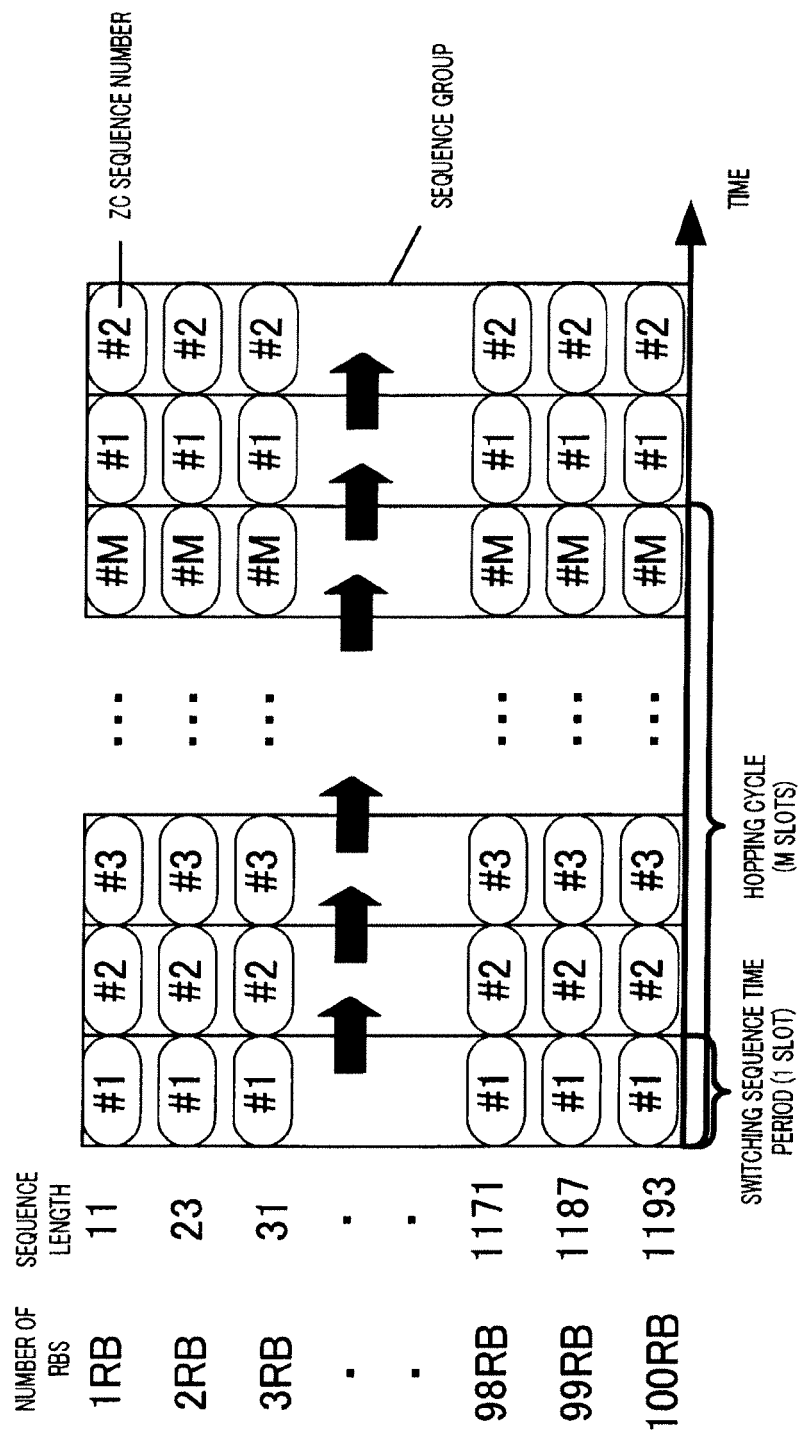 NUMBER OF RBS SEQUENCE LENGTH
ZC SEQUENCE NUMBER
1RB 11 #1 #2 #3 ... #M #1 #2
2RB 23 #1 #2 #3 ... #M #1 #2
3RB 31 #1 #2 #3 ... #M #1 #2
. .
. .
SEQUENCE GROUP
98RB 1171 #1 #2 #3 ... #M #1 #2
99RB 1187 #1 #2 #3 ... #M #1 #2
100RB 1193 #1 #2 #3 ... #M #1 #2
TIME
SWITCHING SEQUENCE TIME
PERIOD (1 SLOT)
HOPPING CYCLE
(M SLOTS)